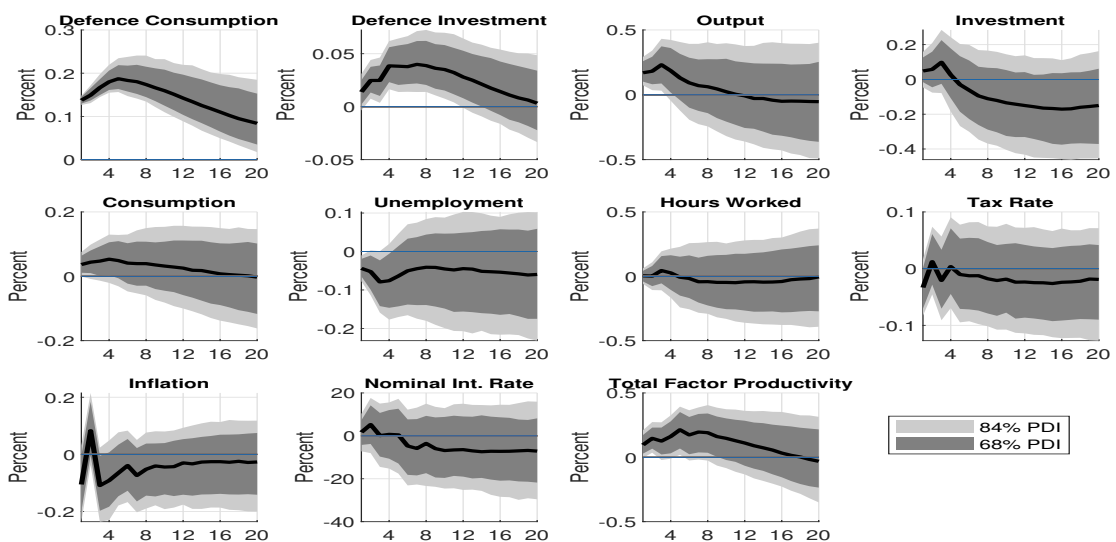 Defence Consumption
Defence Investment
Output
Investment
Percent
0.3
0.2
0.1
0
4 8 12 16 20
Percent
0.05
0
-0.05
4 8 12 16 20
Percent
0.5
0
-0.5
4 8 12 16 20
Percent
0.2
0
-0.2
-0.4
4 8 12 16 20
Consumption
Unemployment
Hours Worked
Tax Rate
Percent
0.2
0
-0.2
4 8 12 16 20
Percent
0.1
0
-0.1
-0.2
4 8 12 16 20
Percent
0.5
0
-0.5
4 8 12 16 20
Percent
0.1
0
-0.1
4 8 12 16 20
Inflation
Nominal Int. Rate
Total Factor Productivity
Percent
0.2
0
-0.2
4 8 12 16 20
Percent
20
0
-20
-40
4 8 12 16 20
Percent
0.5
0
-0.5
4 8 12 16 20
84% PDI
68% PDI